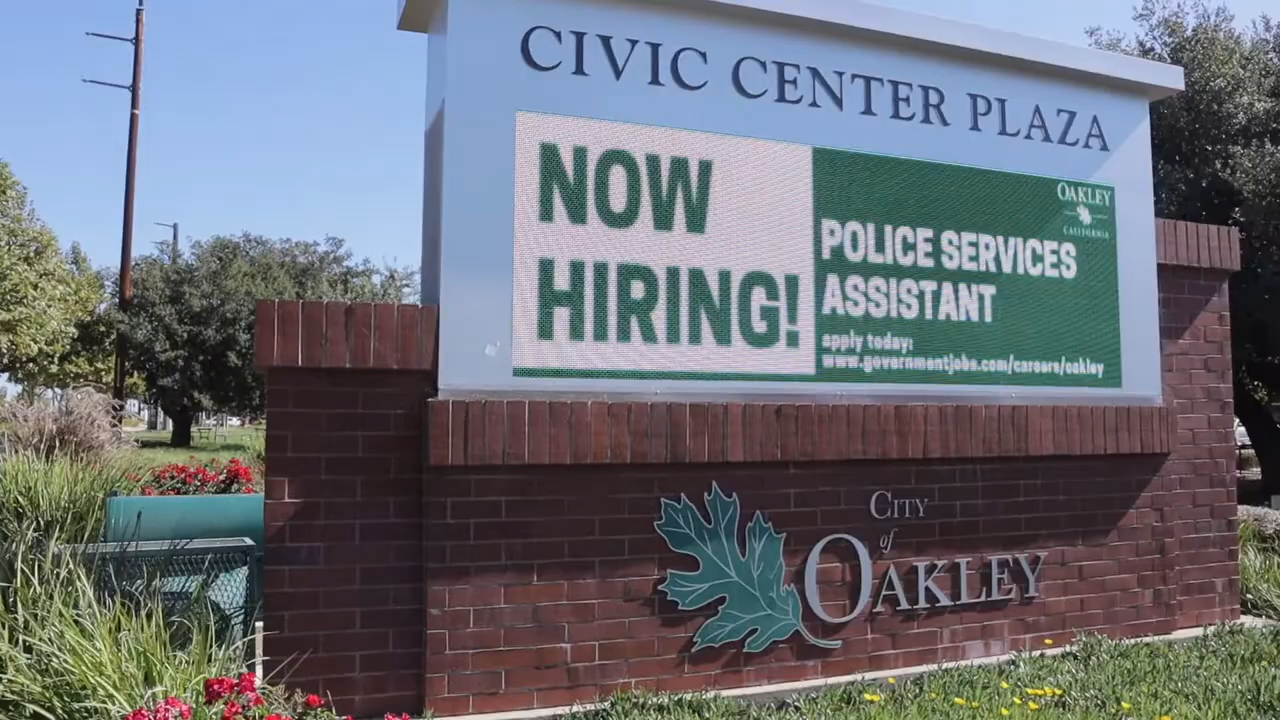 CIVIC CENTER PLAZA
NOW
HIRING!
OAKLEY
CALIFORNIA
POLICE SERVICES
ASSISTANT
apply today:
www.governmentjobs.com/careers/oakley
CITY
of
OAKLEY